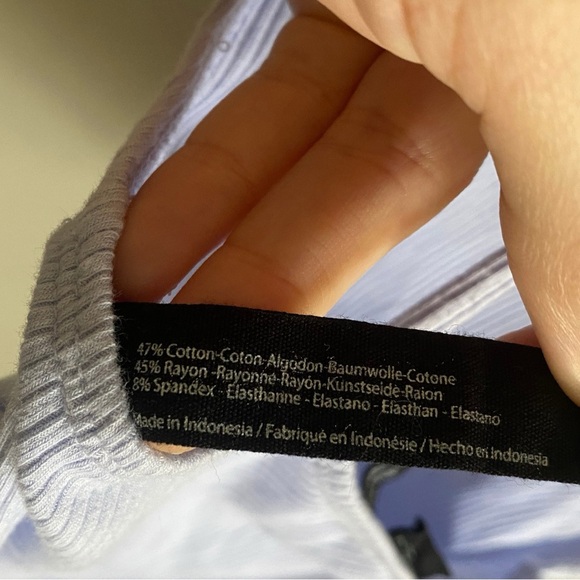 47% Cotton-Coton-Algodon-Baumwolle-Cotone
45% Rayon -Rayonne-Rayón-Kunstseide-Raion
8% Spandex - Elasthanne - Elastano - Elasthan - Elastano
Made in Indonesia / Fabriqué en Indonésie / Hecho en Indonesia